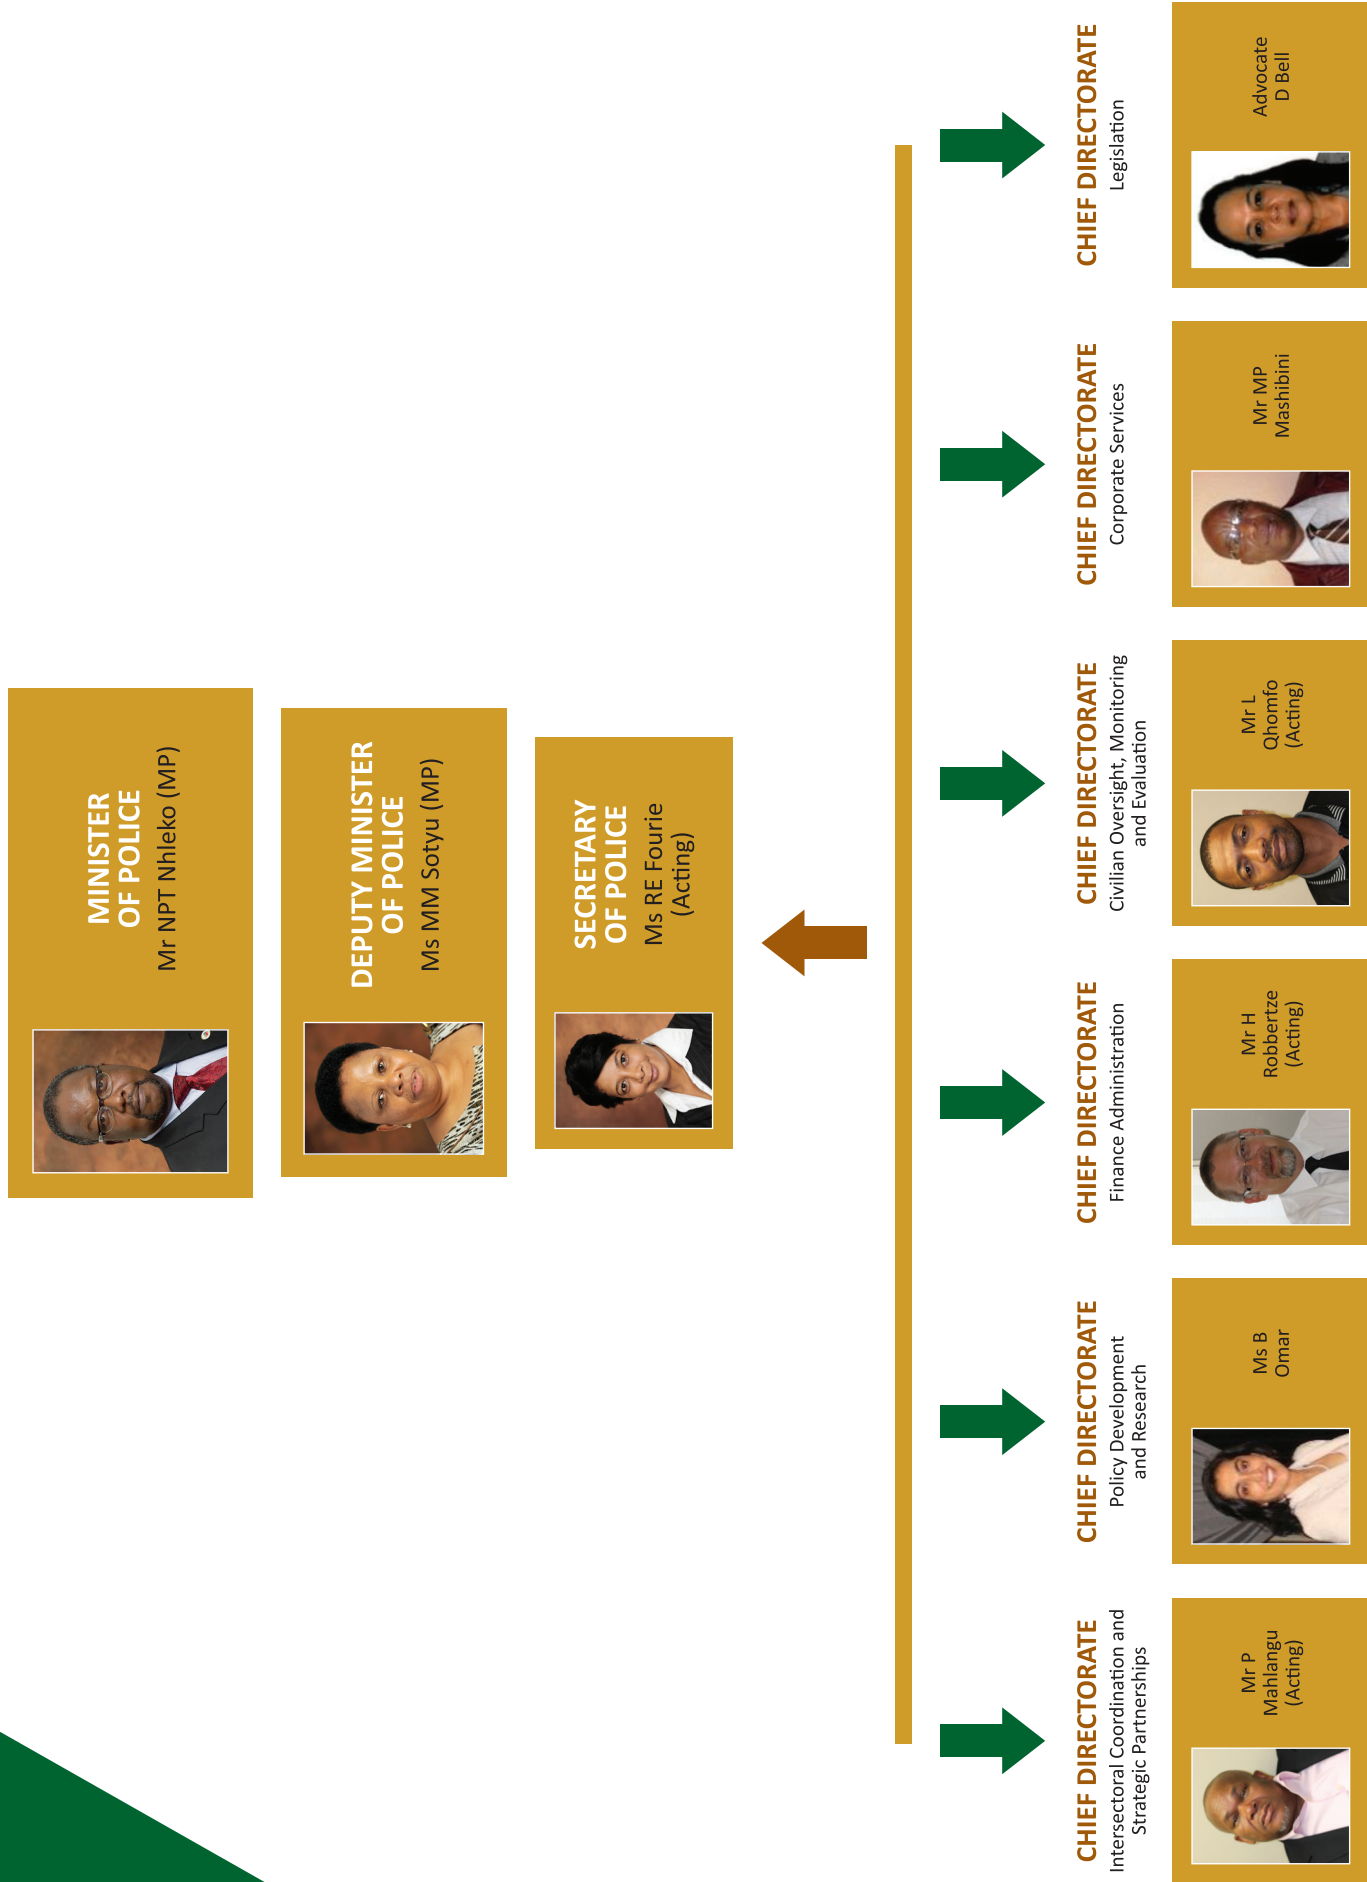 MINISTER
OF POLICE
Mr NPT Nhleko (MP)
DEPUTY MINISTER
OF POLICE
Ms MM Sotyu (MP)
SECRETARY
OF POLICE
Ms RE Fourie
(Acting)
CHIEF DIRECTORATE
Intersectoral Coordination and
Strategic Partnerships
Mr P
Mahlangu
(Acting)
CHIEF DIRECTORATE
Policy Development
and Research
Ms B
Omar
CHIEF DIRECTORATE
Finance Administration
Mr H
Robbertze
(Acting)
CHIEF DIRECTORATE
Civilian Oversight, Monitoring
and Evaluation
Mr L
Qhomfo
(Acting)
CHIEF DIRECTORATE
Corporate Services
Mr MP
Mashibini
CHIEF DIRECTORATE
Legislation
Advocate
D Bell